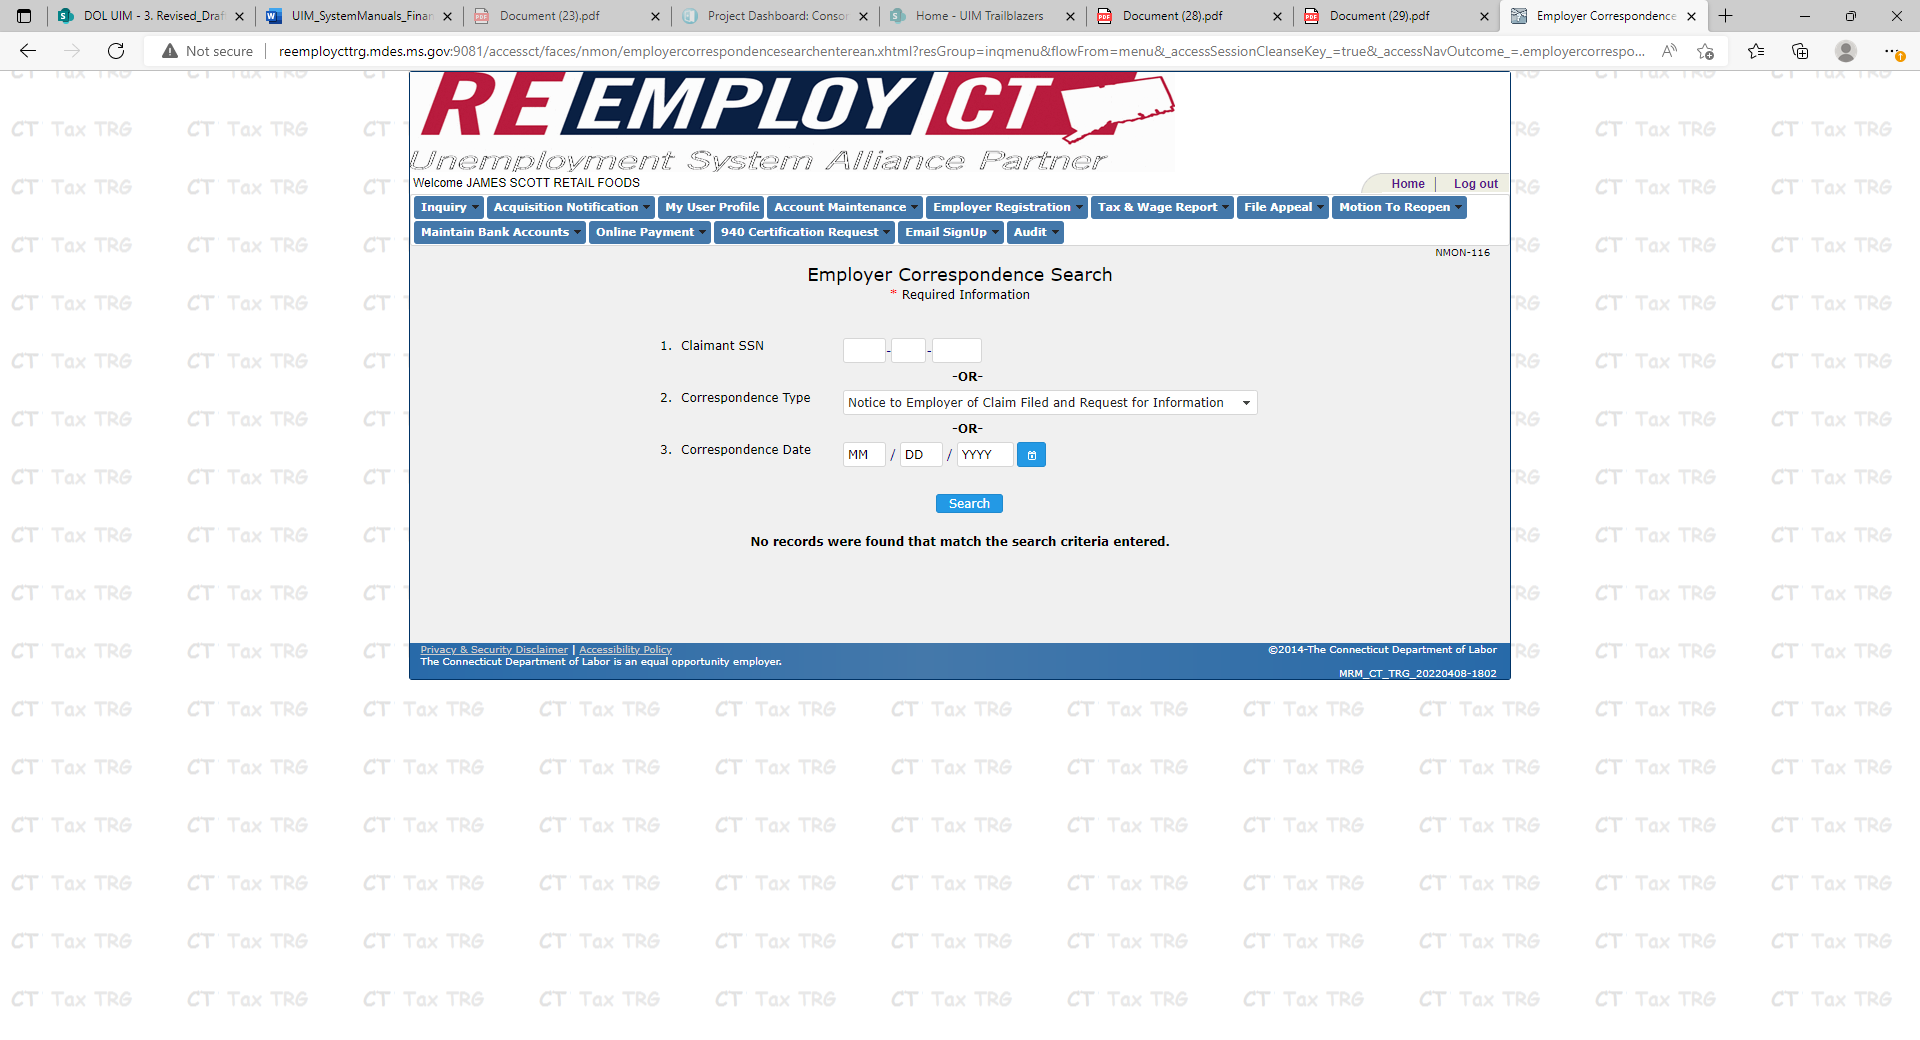 DOL UIM - 3. Revised_Draf
UIM_SystemManuals_Finar
Document (23).pdf
Project Dashboard: Consor
Home - UIM Trailblazers
Document (28).pdf
Document (29).pdf
Employer Correspondence
Not secure
reemploycttrg.mdes.ms.gov:9081/accessct/faces/nmon/employercorrespondencesearchenterean.xhtml?resGroup=inqmenu&flowFrom=menu&_accessSessionCleanseKey_=true&_accessNavOutcome_=.employercorrespo...
REEMPLOYCT
Unemployment System Alliance Partner
Welcome JAMES SCOTT RETAIL FOODS
Home | Log out
Inquiry
Acquisition Notification
My User Profile
Account Maintenance
Employer Registration
Tax & Wage Report
File Appeal
Motion To Reopen
Maintain Bank Accounts
Online Payment
940 Certification Request
Email SignUp
Audit
NMON-116
Employer Correspondence Search
* Required Information
1. Claimant SSN - -
-OR-
2. Correspondence Type Notice to Employer of Claim Filed and Request for Information
-OR-
3. Correspondence Date MM / DD / YYYY
Search
No records were found that match the search criteria entered.
Privacy & Security Disclaimer | Accessibility Policy
The Connecticut Department of Labor is an equal opportunity employer.
©2014-The Connecticut Department of Labor
MRM_CT_TRG_20220408-1802
CT Tax TRG